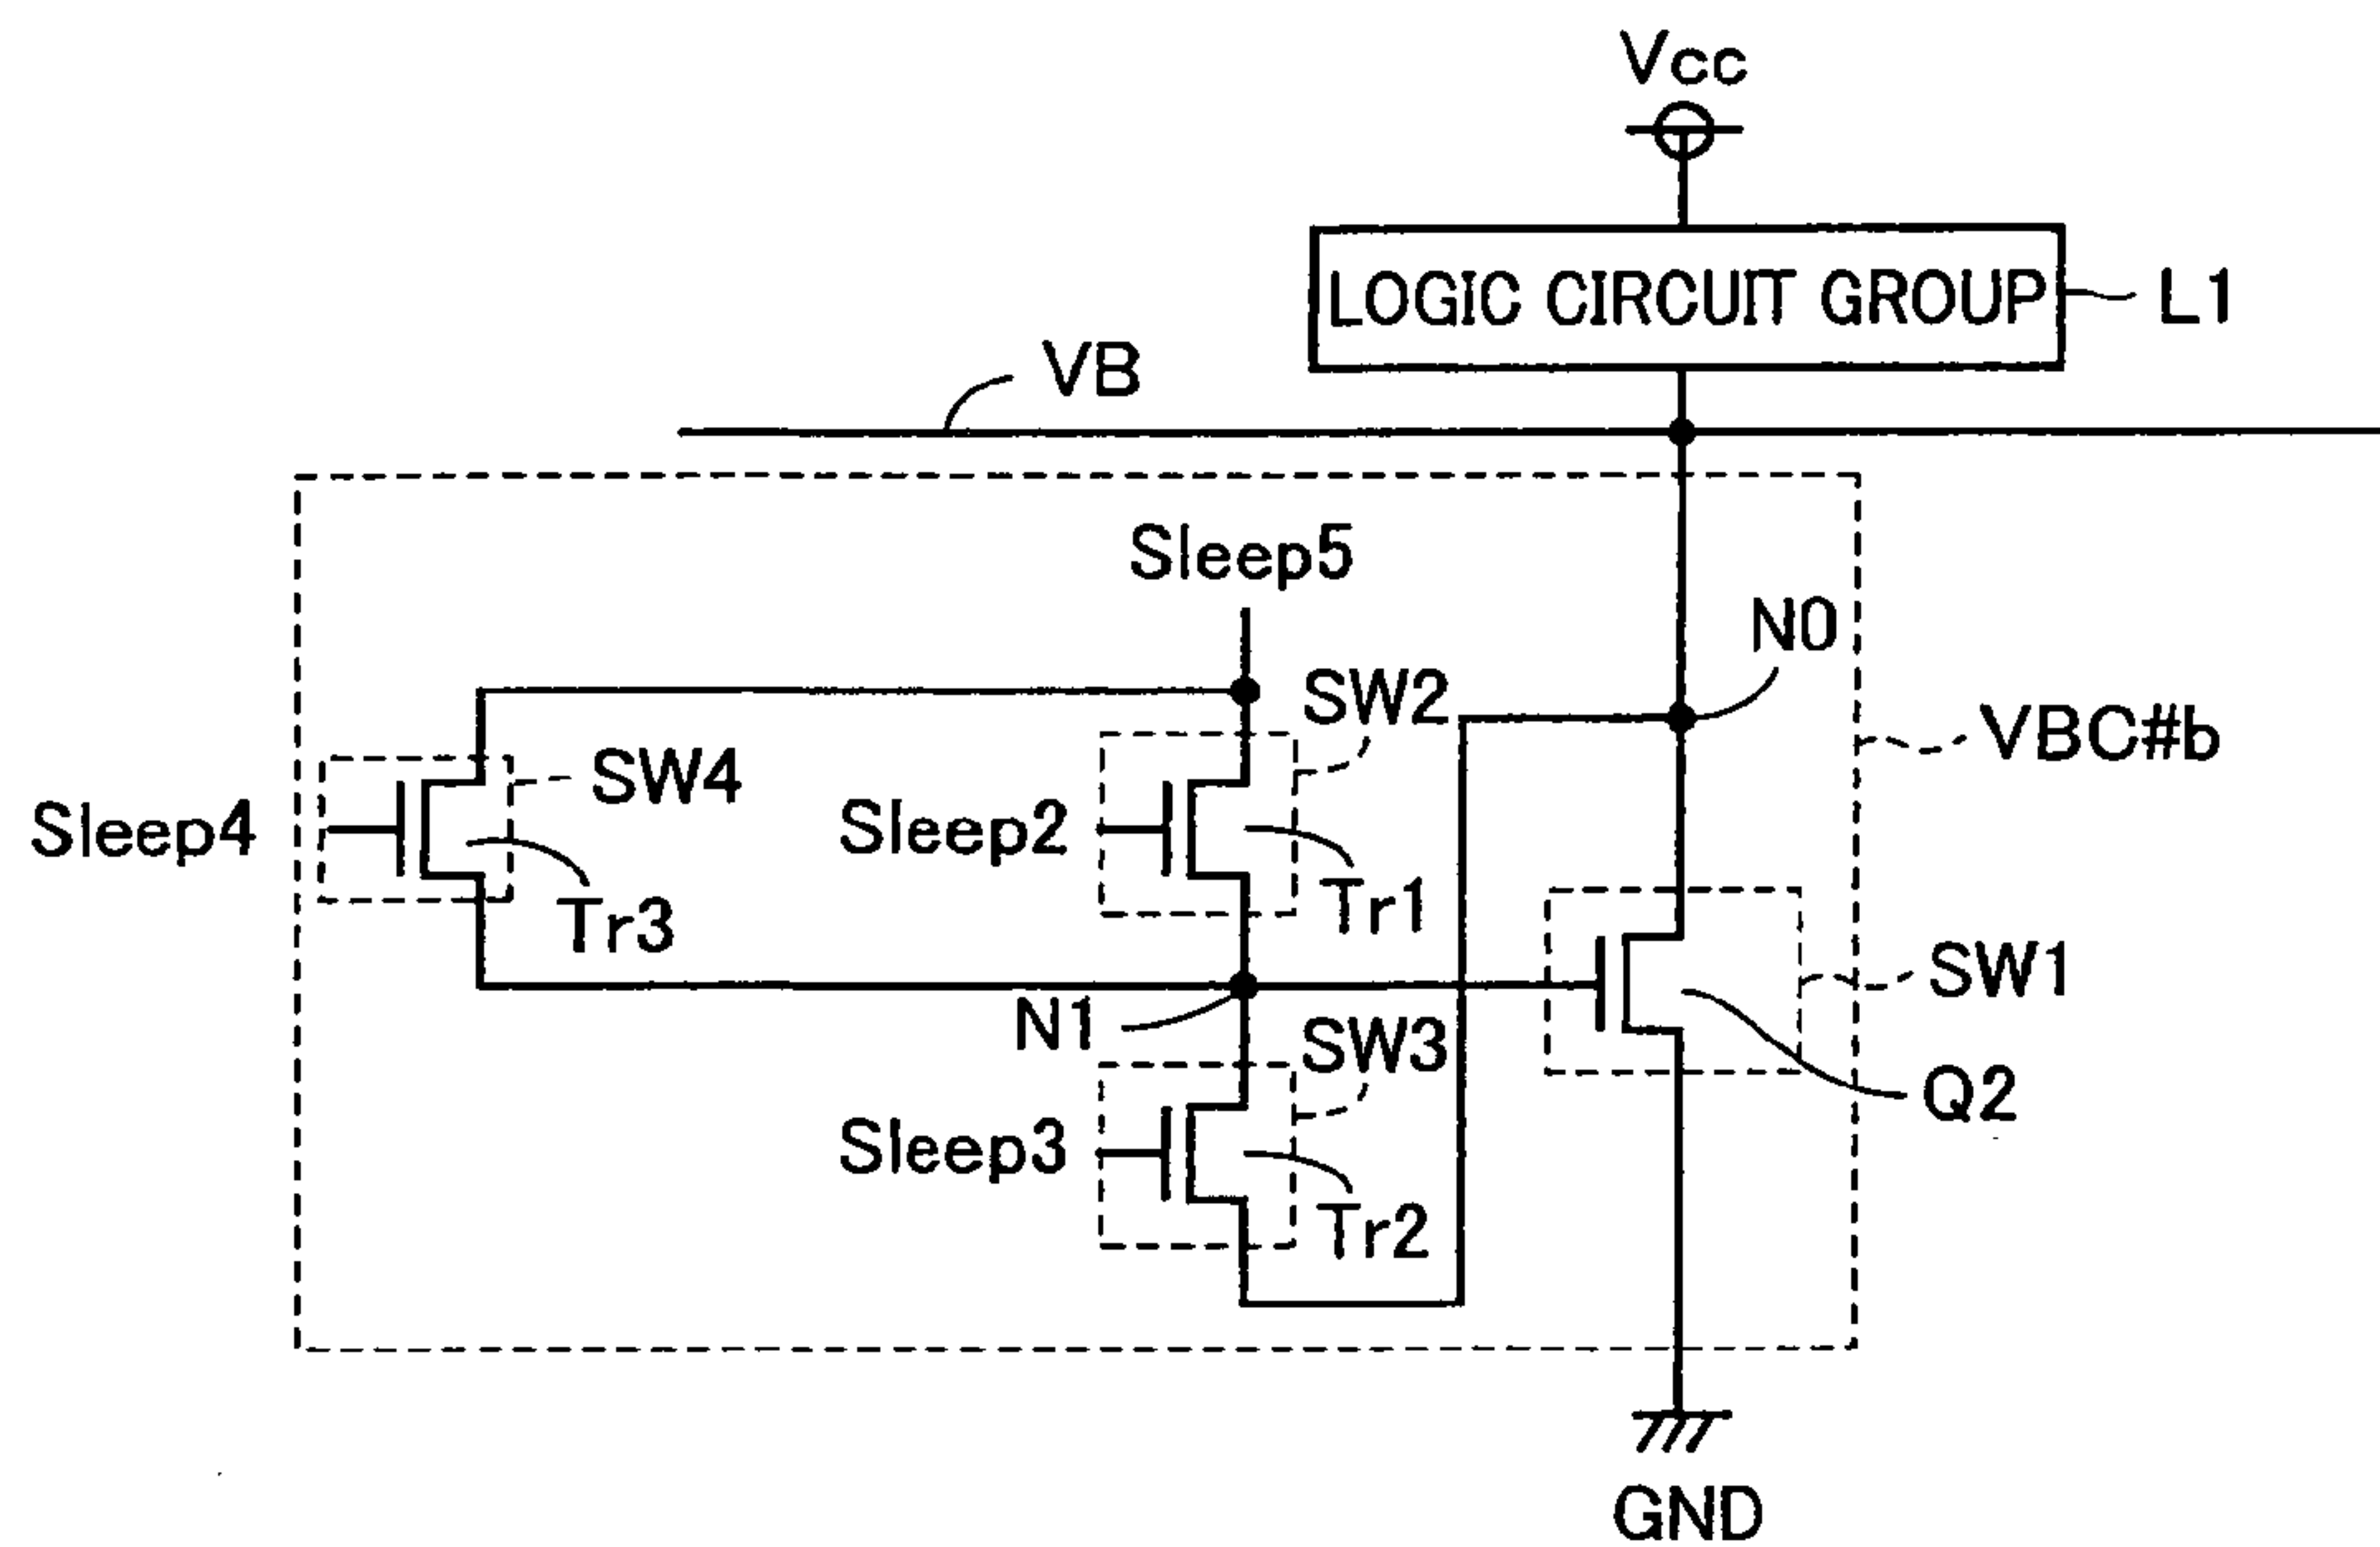 Vcc
LOGIC CIRCUIT GROUP
L1
VB
Sleep5
N0
SW2
VBC#b
SW4
Sleep4
Sleep2
Tr3
Tr1
SW1
N1
SW3
Q2
Sleep3
Tr2
GND